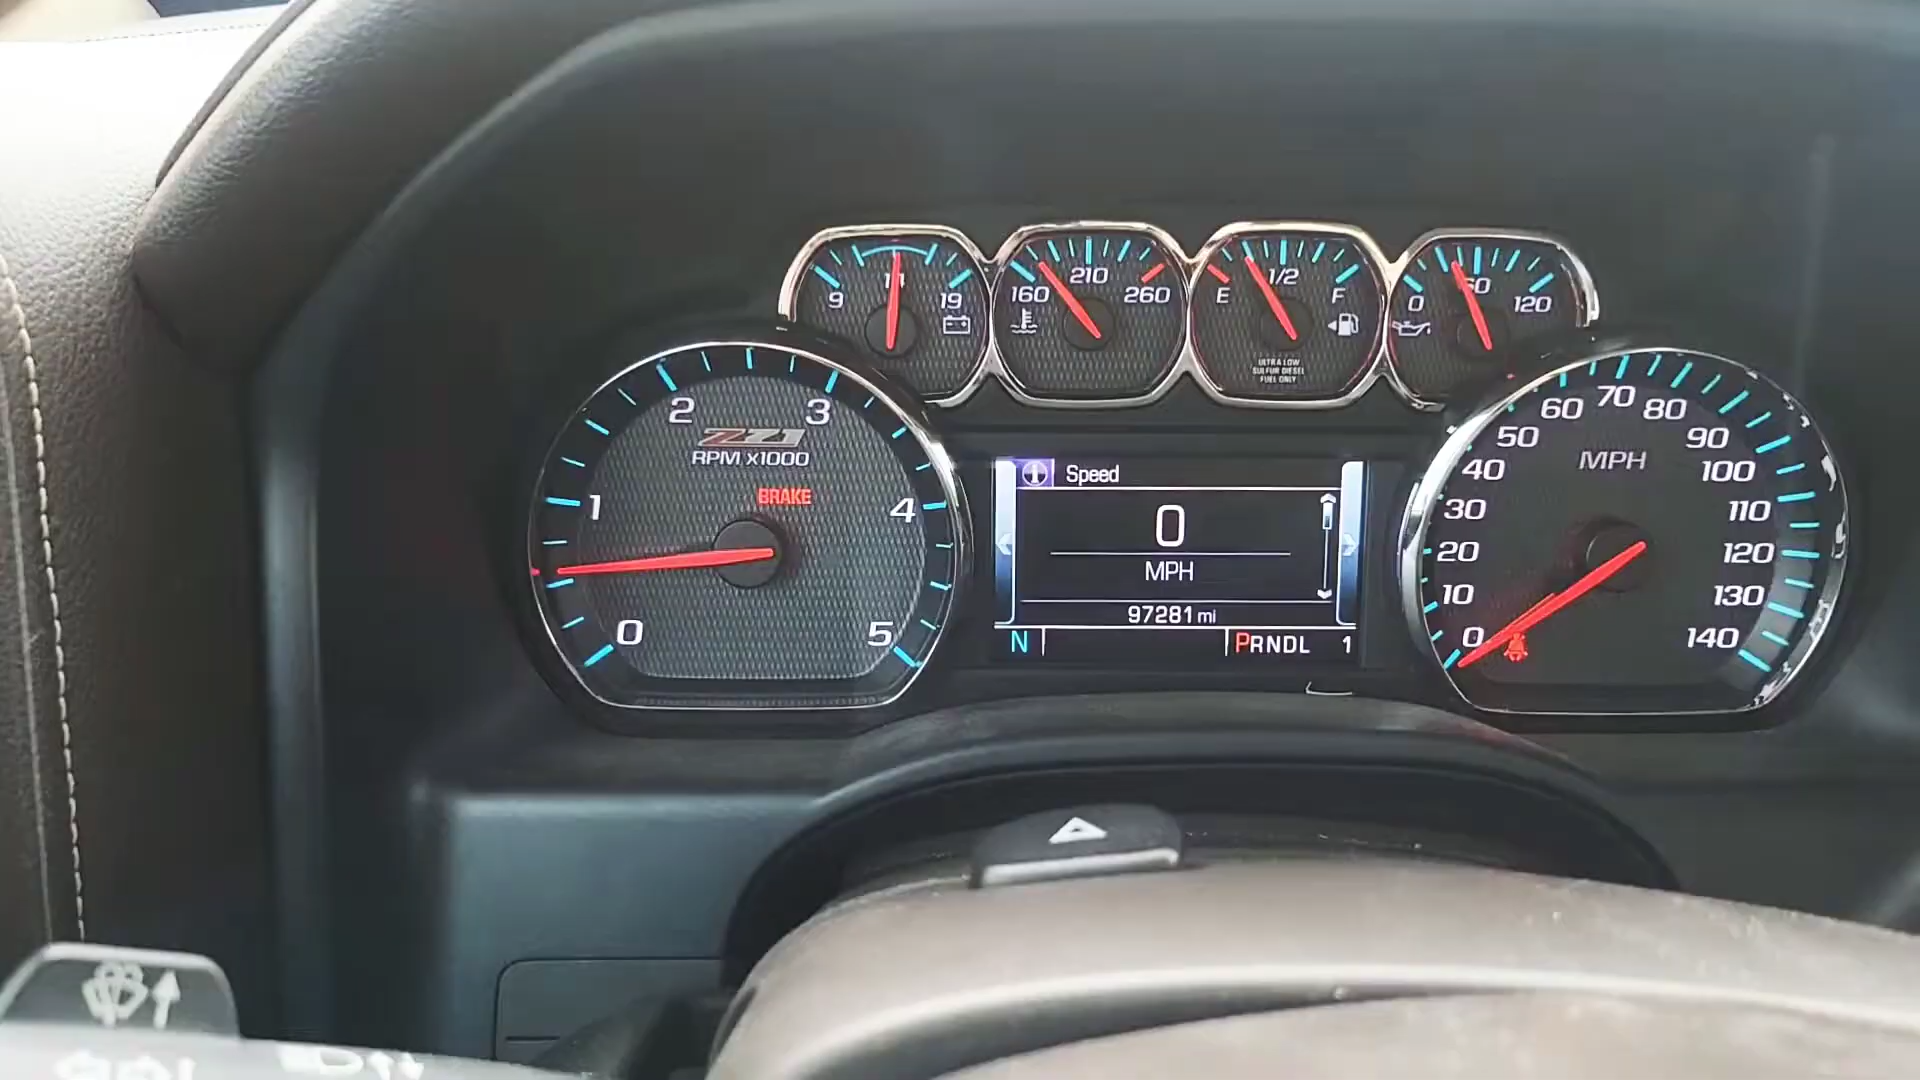 9 14 19
160 210 260
E 1/2 F
ULTRA LOW
SULFUR DIESEL
FUEL ONLY
0 60 120
0 1 2 3 4 5
Z71
RPM X1000
BRAKE
Speed
0
MPH
97281 mi
N PRNDL 1
MPH
0 10 20 30 40 50 60 70 80 90 100 110 120 130 140